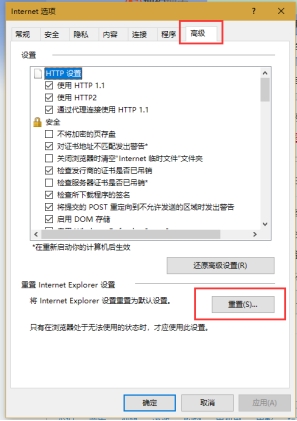 Internet 选项
?
×
常规 安全 隐私 内容 连接 程序 高级
设置
HTTP 设置
使用 HTTP 1.1
使用 HTTP2
通过代理连接使用 HTTP 1.1
安全
不将加密的页存盘
对证书地址不匹配发出警告*
关闭浏览器时清空"Internet 临时文件"文件夹
检查发行商的证书是否已吊销
检查服务器证书是否已吊销*
检查所下载程序的签名
将提交的 POST 重定向到不允许发送的区域时发出警告
启用 DOM 存储
*在重新启动你的计算机后生效
还原高级设置(R)
重置 Internet Explorer 设置
将 Internet Explorer 设置重置为默认设置。
重置(S)...
只有在浏览器处于无法使用的状态时，才应使用此设置。
确定 取消 应用(A)